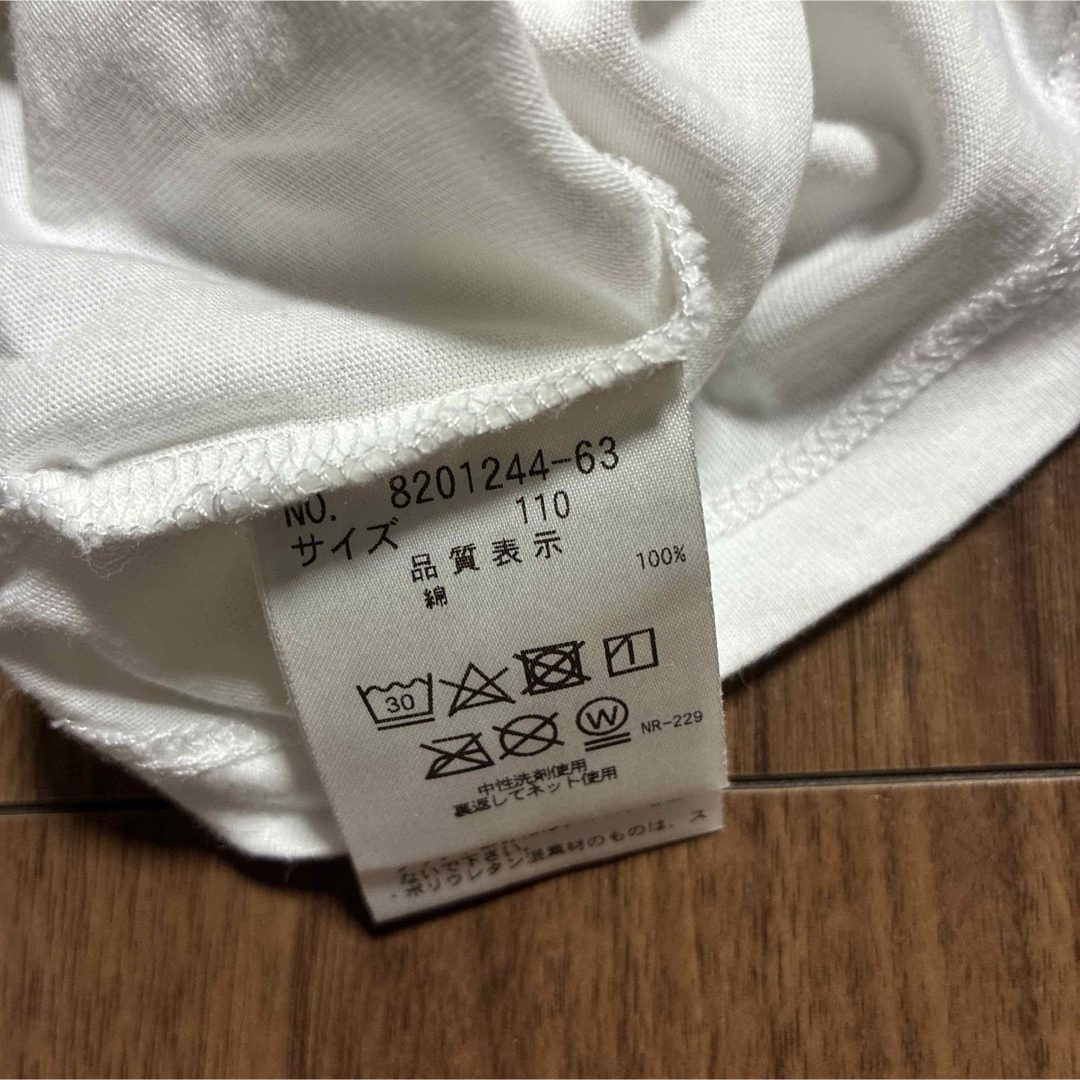 NO. 8201244-63
サイズ 110
品質表示
綿 100%
30
W NR-229
中性洗剤使用
裏返してネット使用
ないで下さい。
・ポリウレタン混素材のものは、ス